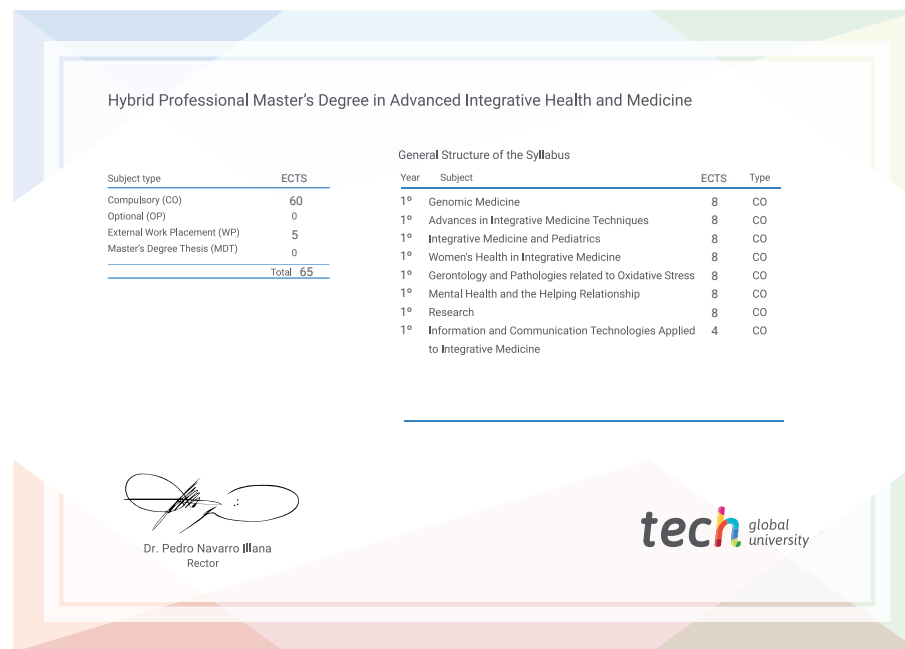 Hybrid Professional Master's Degree in Advanced Integrative Health and Medicine
Subject type ECTS
Compulsory (CO) 60
Optional (OP) 0
External Work Placement (WP) 5
Master's Degree Thesis (MDT) 0
Total 65
General Structure of the Syllabus
Year Subject ECTS Type
1º Genomic Medicine 8 CO
1º Advances in Integrative Medicine Techniques 8 CO
1º Integrative Medicine and Pediatrics 8 CO
1º Women's Health in Integrative Medicine 8 CO
1º Gerontology and Pathologies related to Oxidative Stress 8 CO
1º Mental Health and the Helping Relationship 8 CO
1º Research 8 CO
1º Information and Communication Technologies Applied 4 CO
to Integrative Medicine
Dr. Pedro Navarro Illana
Rector
tech global
university